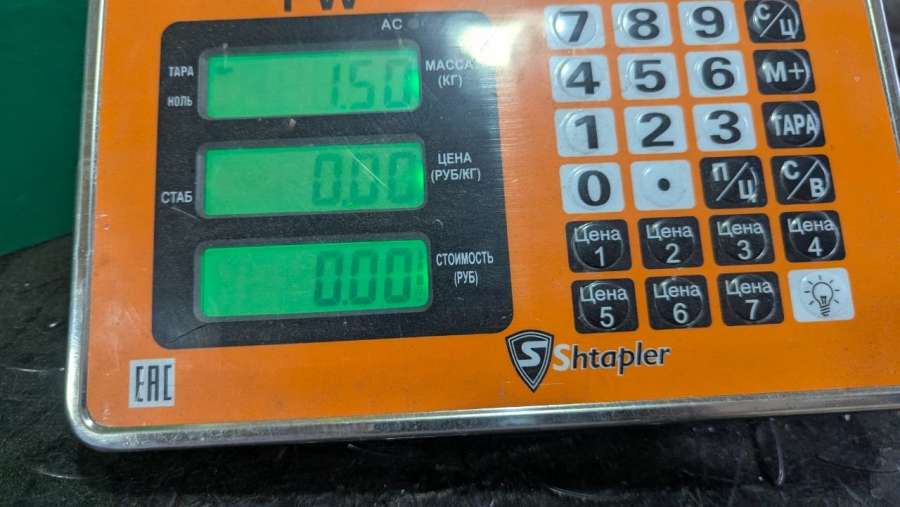 PW
AC
ТАРА
НОЛЬ
1.50
МАССА
(КГ)
СТАБ
0.00
ЦЕНА
(РУБ/КГ)
0.00
СТОИМОСТЬ
(РУБ)
7 8 9 С/Ц
4 5 6 М+
1 2 3 ТАРА
0 . П/Ц С/В
Цена 1 Цена 2 Цена 3 Цена 4
Цена 5 Цена 6 Цена 7
S Shtapler
EAC